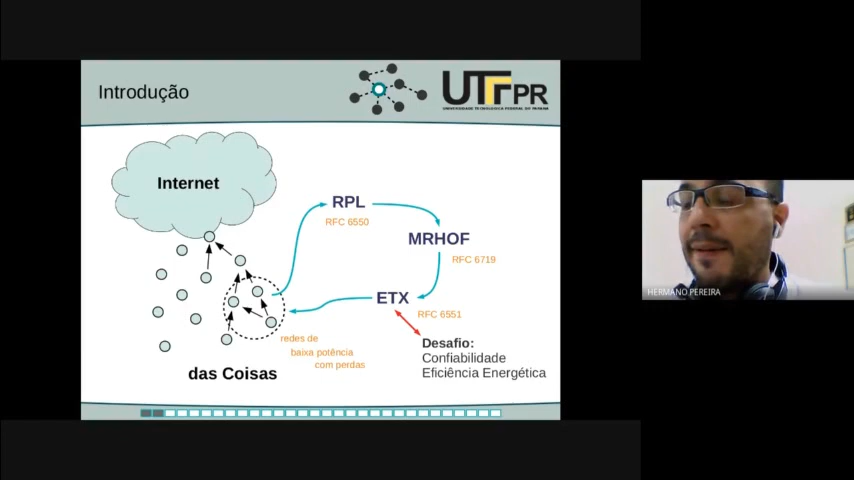 Introdução
UTFPR
UNIVERSIDADE TECNOLÓGICA FEDERAL DO PARANÁ
Internet
RPL
RFC 6550
MRHOF
RFC 6719
ETX
RFC 6551
redes de
baixa potência
com perdas
das Coisas
Desafio:
Confiabilidade
Eficiência Energética
HERMANO PEREIRA